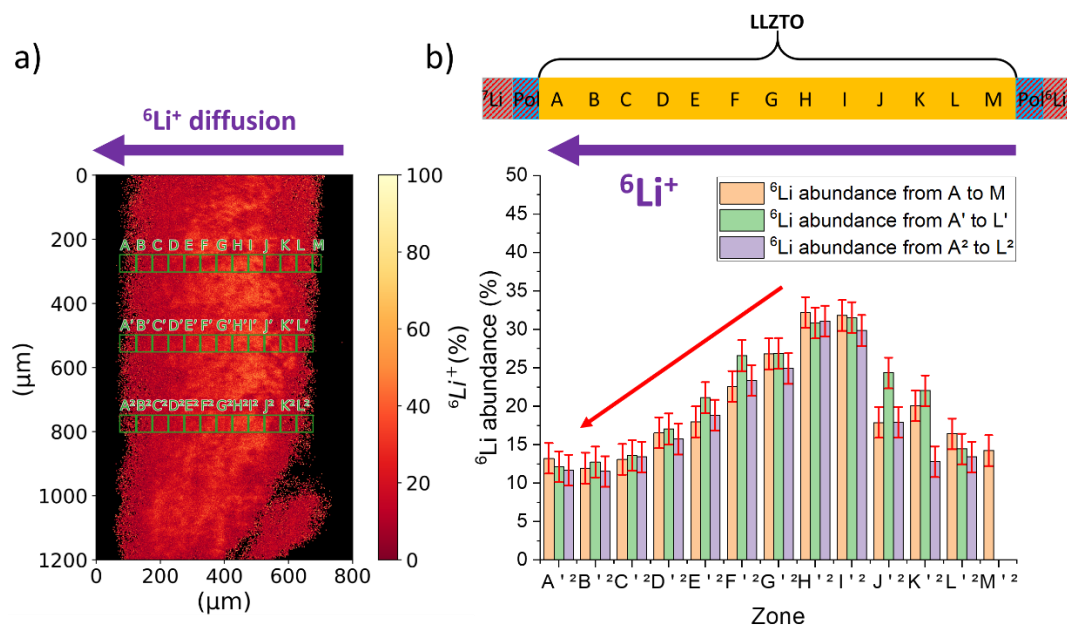 a)
⁶Li⁺ diffusion
0
200
400
600
800
1000
1200
(μm)
0 200 400 600 800
(μm)
A B C D E F G H I J K L M
A' B' C' D' E' F' G' H' I' J' K' L'
A² B² C² D² E² F² G² H² I² J² K² L²
100
80
60
40
20
0
⁶Li⁺(%)
b)
LLZTO
⁷Li Pol A B C D E F G H I J K L M Pol ⁶Li
⁶Li⁺
⁶Li abundance from A to M
⁶Li abundance from A' to L'
⁶Li abundance from A² to L²
50
45
40
35
30
25
20
15
10
5
0
⁶Li abundance (%)
A ' ² B ' ² C ' ² D ' ² E ' ² F ' ² G ' ² H ' ² I ' ² J ' ² K ' ² L ' ² M ' ²
Zone